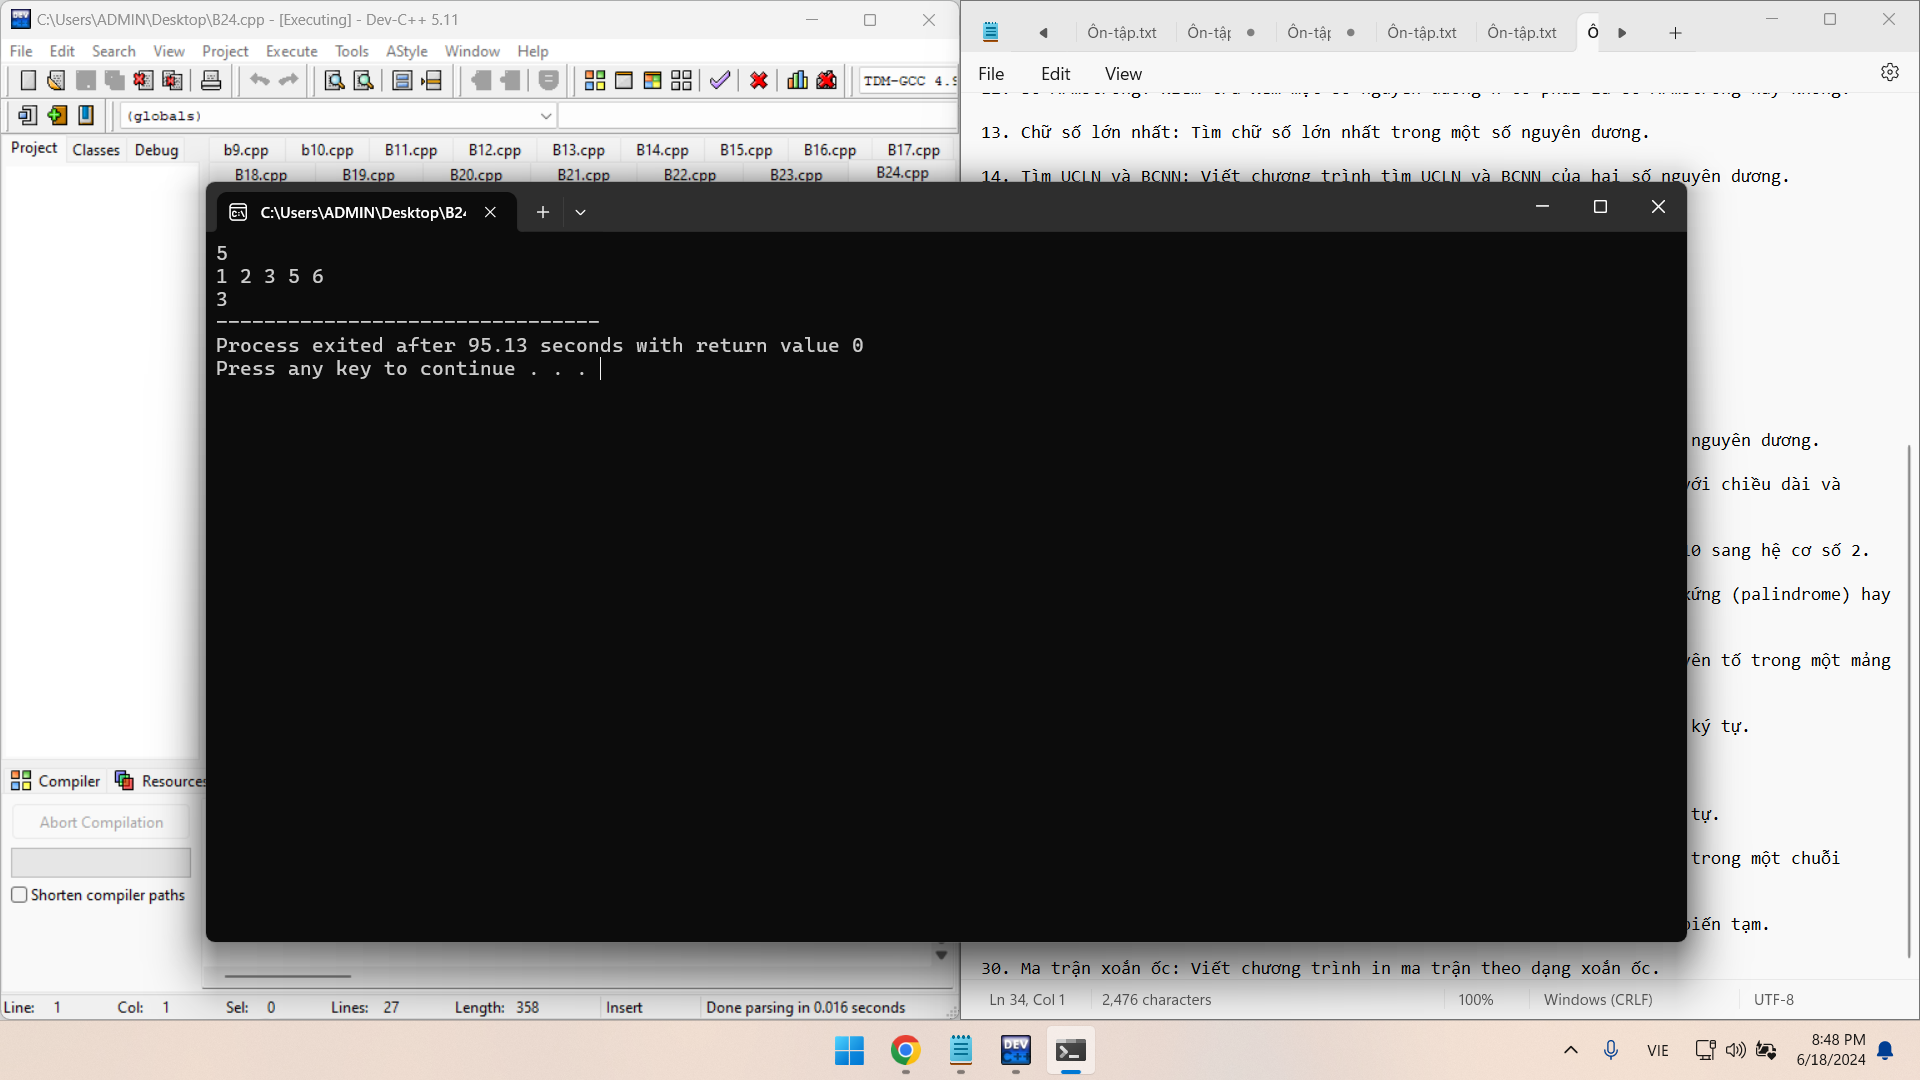 C:\Users\ADMIN\Desktop\B24.cpp - [Executing] - Dev-C++ 5.11
File Edit Search View Project Execute Tools AStyle Window Help
TDM-GCC
(globals)
Project Classes Debug
b9.cpp b10.cpp B11.cpp B12.cpp B13.cpp B14.cpp B15.cpp B16.cpp B17.cpp
B18.cpp B19.cpp B20.cpp B21.cpp B22.cpp B23.cpp B24.cpp
Compiler Resources
Abort Compilation
Shorten compiler paths
Line: 1 Col: 1 Sel: 0 Lines: 27 Length: 358 Insert Done parsing in 0.016 seconds
C:\Users\ADMIN\Desktop\B24
5
1 2 3 5 6
3
--------------------------------
Process exited after 95.13 seconds with return value 0
Press any key to continue . . .
Ôn-tập.txt Ôn-tập Ôn-tập Ôn-tập.txt Ôn-tập.txt Ô
File Edit View
13. Chữ số lớn nhất: Tìm chữ số lớn nhất trong một số nguyên dương.
14. Tìm UCLN và BCNN: Viết chương trình tìm UCLN và BCNN của hai số nguyên dương.
nguyên dương.
với chiều dài và
10 sang hệ cơ số 2.
xứng (palindrome) hay
yên tố trong một mảng
ký tự.
tự.
trong một chuỗi
biến tạm.
30. Ma trận xoắn ốc: Viết chương trình in ma trận theo dạng xoắn ốc.
Ln 34, Col 1 2,476 characters 100% Windows (CRLF) UTF-8
DEV C++
VIE
8:48 PM
6/18/2024